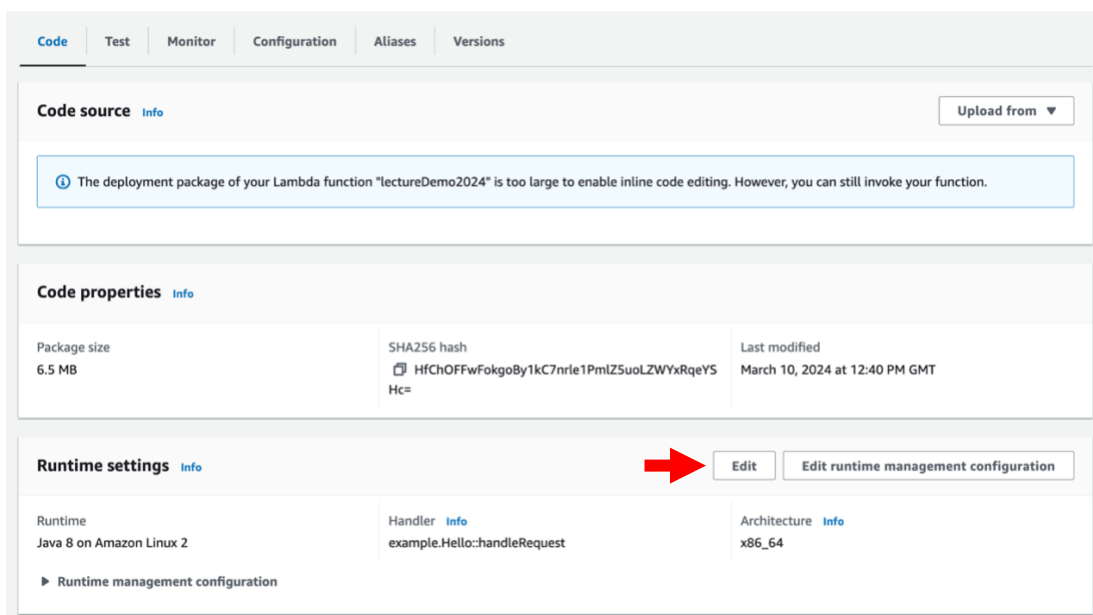 Code Test Monitor Configuration Aliases Versions
Code source Info
Upload from
The deployment package of your Lambda function "lectureDemo2024" is too large to enable inline code editing. However, you can still invoke your function.
Code properties Info
Package size
6.5 MB
SHA256 hash
HfChOFFwFokgoBy1kC7nrle1PmlZ5uoLZWYxRqeYS
Hc=
Last modified
March 10, 2024 at 12:40 PM GMT
Runtime settings Info
Edit
Edit runtime management configuration
Runtime
Java 8 on Amazon Linux 2
Handler Info
example.Hello::handleRequest
Architecture Info
x86_64
Runtime management configuration